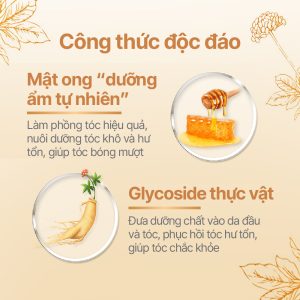 Công thức độc đáo
Mật ong “dưỡng
ẩm tự nhiên”
Làm phồng tóc hiệu quả,
nuôi dưỡng tóc khô và hư
tổn, giúp tóc bóng mượt
Glycoside thực vật
Đưa dưỡng chất vào da đầu
và tóc, phục hồi tóc hư tổn,
giúp tóc chắc khỏe